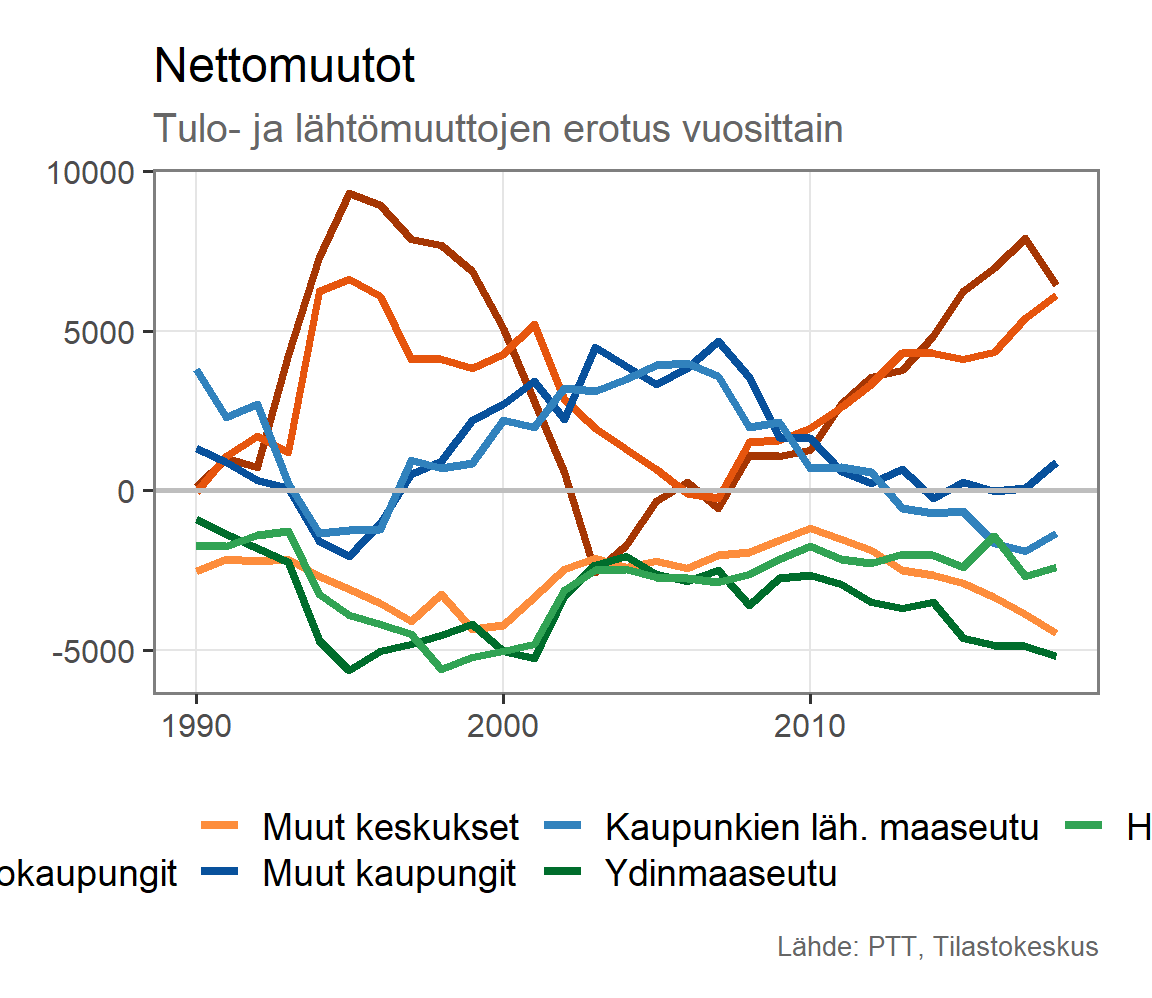 Nettomuutot
Tulo- ja lähtömuuttojen erotus vuosittain
10000
5000
0
-5000
1990 2000 2010
Muut keskukset Kaupunkien läh. maaseutu H
okaupungit Muut kaupungit Ydinmaaseutu
Lähde: PTT, Tilastokeskus